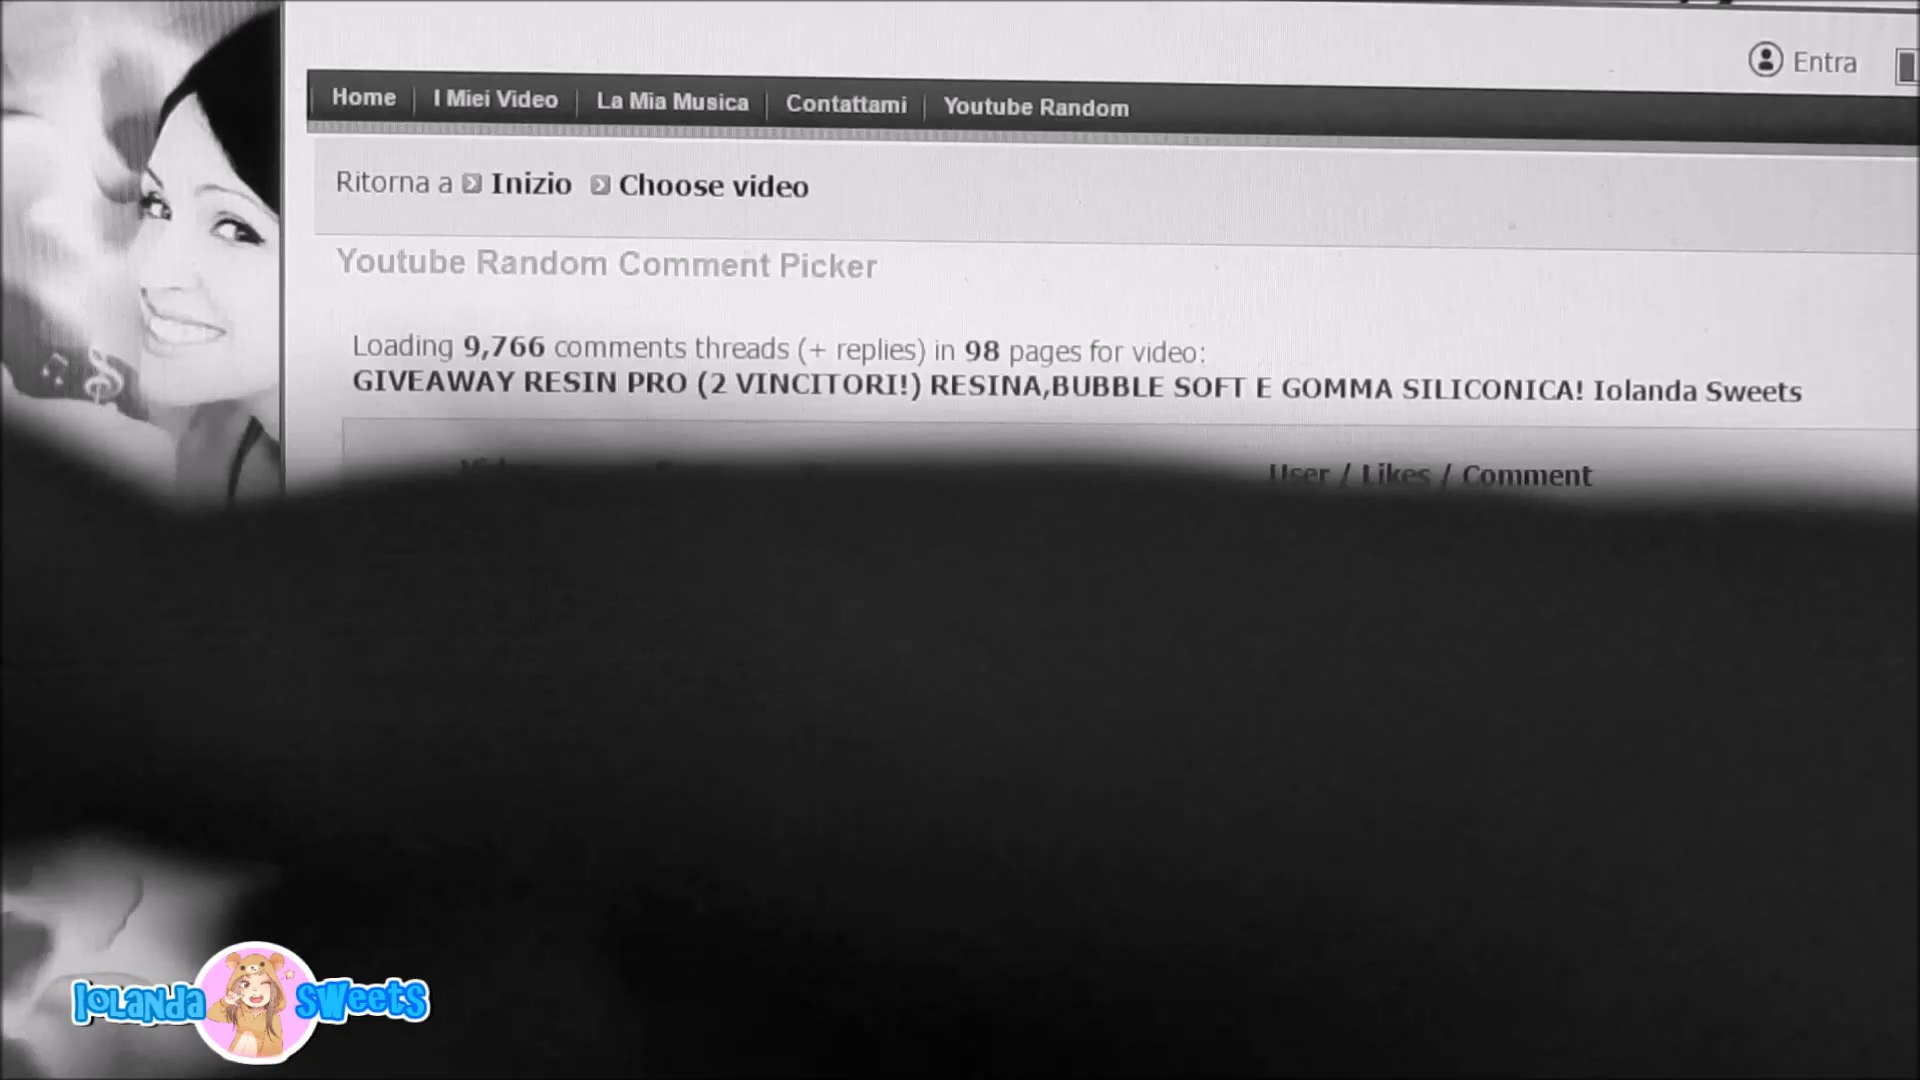 Entra
Home I Miei Video La Mia Musica Contattami Youtube Random
Ritorna a Inizio Choose video
Youtube Random Comment Picker
Loading 9,766 comments threads (+ replies) in 98 pages for video:
GIVEAWAY RESIN PRO (2 VINCITORI!) RESINA,BUBBLE SOFT E GOMMA SILICONICA! Iolanda Sweets
User / Likes / Comment
IOLANDA SWEETS